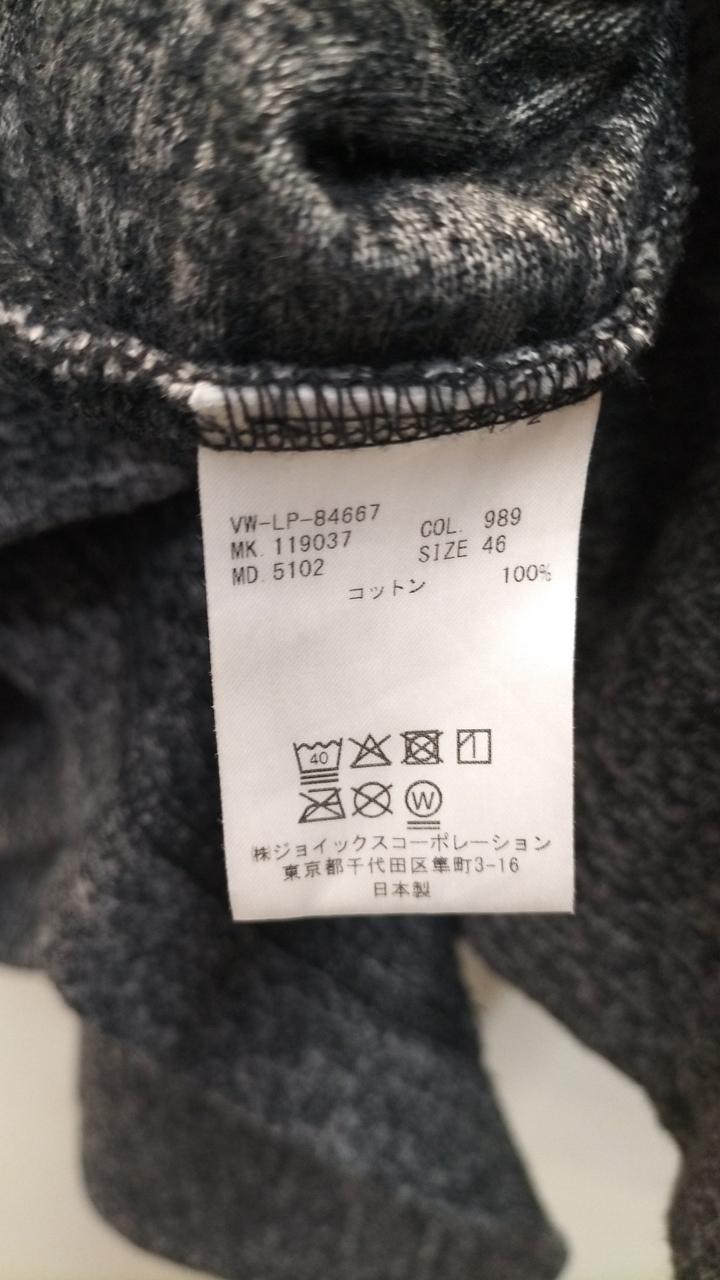 VW-LP-84667
MK. 119037
MD. 5102
COL. 989
SIZE 46
コットン 100%
40
W
㈱ジョイックスコーポレーション
東京都千代田区隼町3-16
日本製